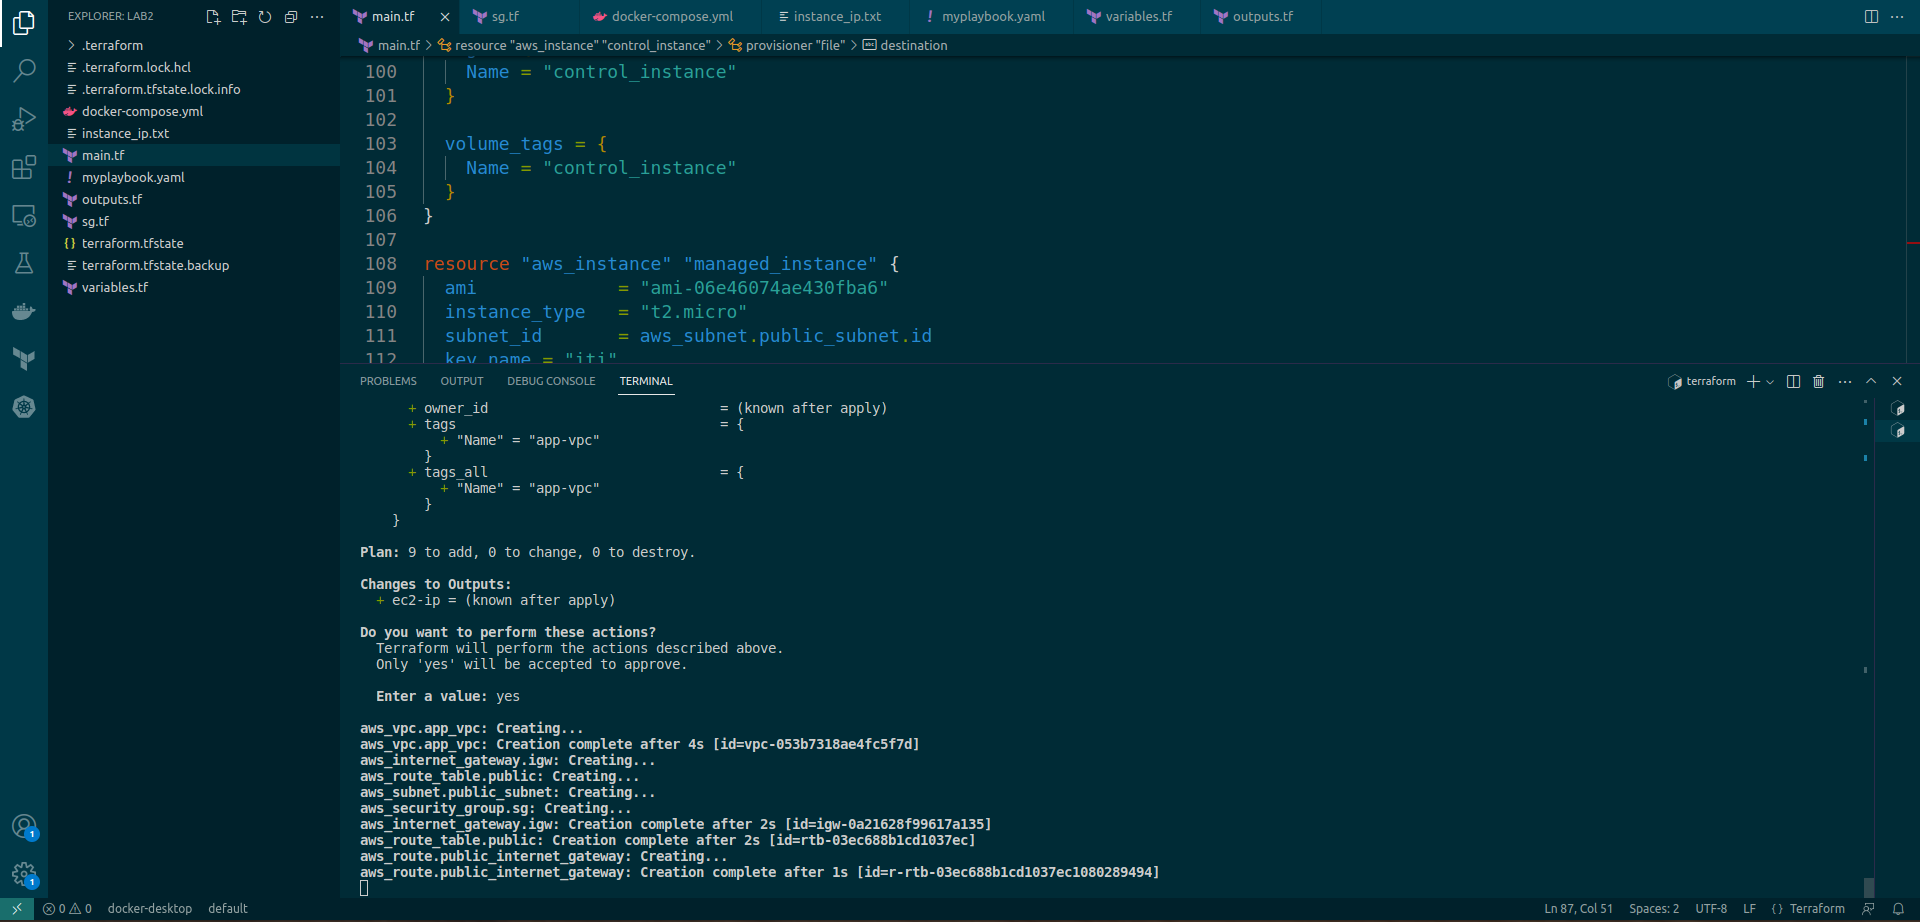 EXPLORER: LAB2
.terraform
.terraform.lock.hcl
.terraform.tfstate.lock.info
docker-compose.yml
instance_ip.txt
main.tf
myplaybook.yaml
outputs.tf
sg.tf
terraform.tfstate
terraform.tfstate.backup
variables.tf
main.tf sg.tf docker-compose.yml instance_ip.txt myplaybook.yaml variables.tf outputs.tf
main.tf > resource "aws_instance" "control_instance" > provisioner "file" > destination
100 Name = "control_instance"
101 }
102
103 volume_tags = {
104 Name = "control_instance"
105 }
106 }
107
108 resource "aws_instance" "managed_instance" {
109 ami = "ami-06e46074ae430fba6"
110 instance_type = "t2.micro"
111 subnet_id = aws_subnet.public_subnet.id
112 key_name = "iti"
PROBLEMS OUTPUT DEBUG CONSOLE TERMINAL terraform
+ owner_id = (known after apply)
+ tags = {
+ "Name" = "app-vpc"
}
+ tags_all = {
+ "Name" = "app-vpc"
}
}
Plan: 9 to add, 0 to change, 0 to destroy.
Changes to Outputs:
+ ec2-ip = (known after apply)
Do you want to perform these actions?
Terraform will perform the actions described above.
Only 'yes' will be accepted to approve.
Enter a value: yes
aws_vpc.app_vpc: Creating...
aws_vpc.app_vpc: Creation complete after 4s [id=vpc-053b7318ae4fc5f7d]
aws_internet_gateway.igw: Creating...
aws_route_table.public: Creating...
aws_subnet.public_subnet: Creating...
aws_security_group.sg: Creating...
aws_internet_gateway.igw: Creation complete after 2s [id=igw-0a21628f99617a135]
aws_route_table.public: Creation complete after 2s [id=rtb-03ec688b1cd1037ec]
aws_route.public_internet_gateway: Creating...
aws_route.public_internet_gateway: Creation complete after 1s [id=r-rtb-03ec688b1cd1037ec1080289494]
1
1
0 0 docker-desktop default Ln 87, Col 51 Spaces: 2 UTF-8 LF {} Terraform